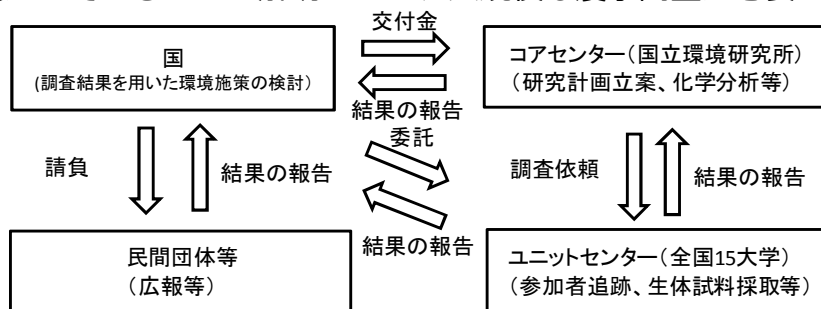 交付金
国
(調査結果を用いた環境施策の検討)
コアセンター(国立環境研究所)
(研究計画立案、化学分析等)
結果の報告
委託
請負
結果の報告
調査依頼
結果の報告
結果の報告
民間団体等
(広報等)
ユニットセンター(全国15大学)
(参加者追跡、生体試料採取等)